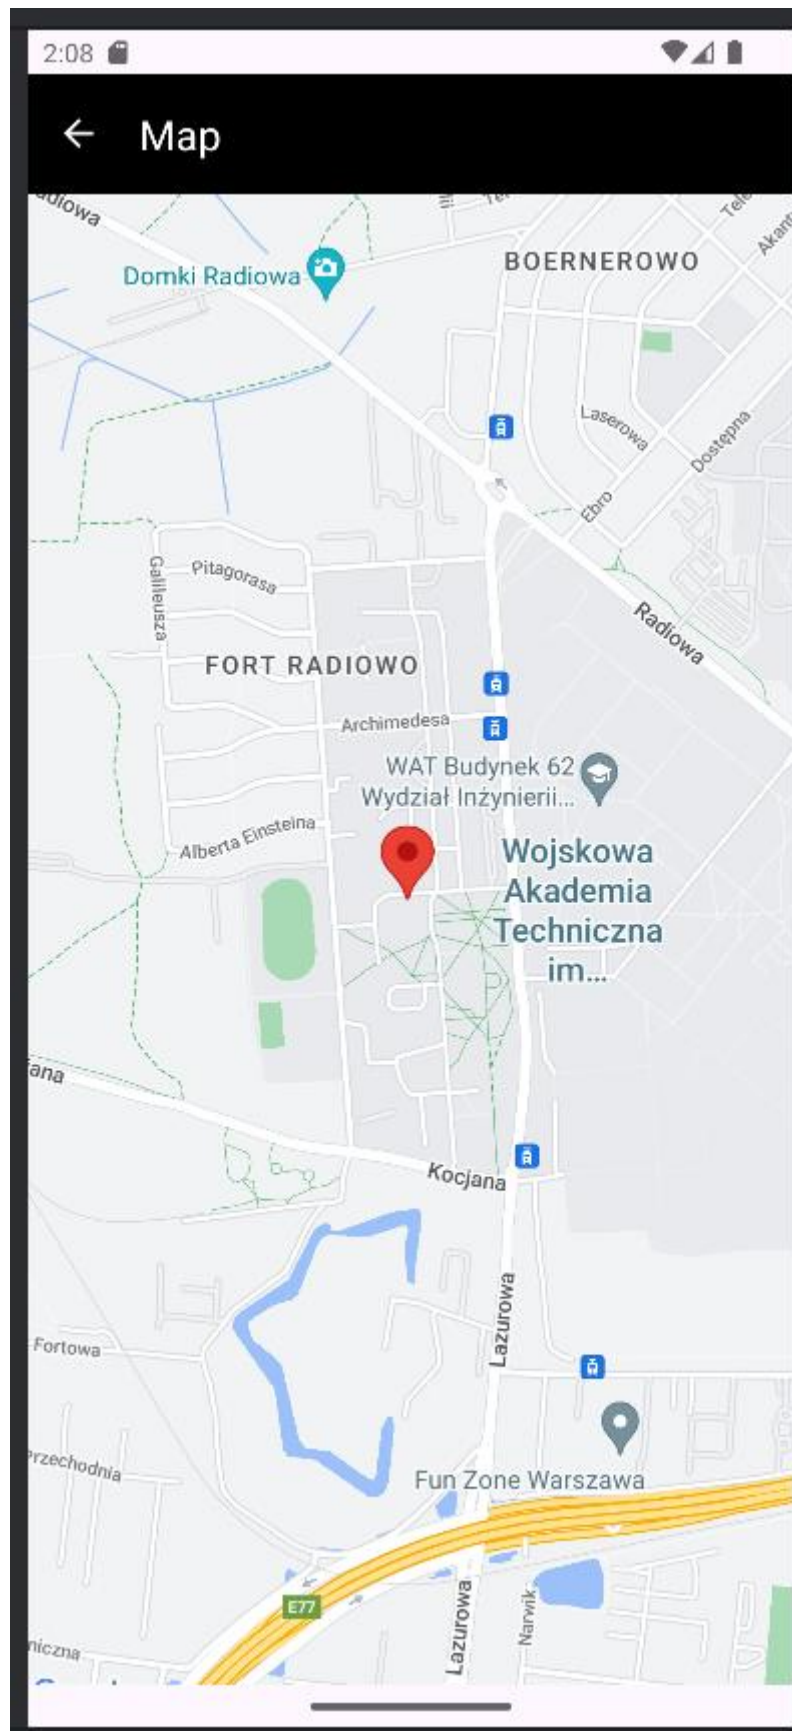 2:08
Map
Domki Radiowa
BOERNEROWO
Laserowa
Dostępna
Ebro
Pitagorasa
Galileusza
Radiowa
FORT RADIOWO
Archimedesa
WAT Budynek 62
Wydział Inżynierii...
Alberta Einsteina
Wojskowa
Akademia
Techniczna
im...
Kocjana
Lazurowa
Fortowa
Fun Zone Warszawa
E77
Lazurowa
Narwik